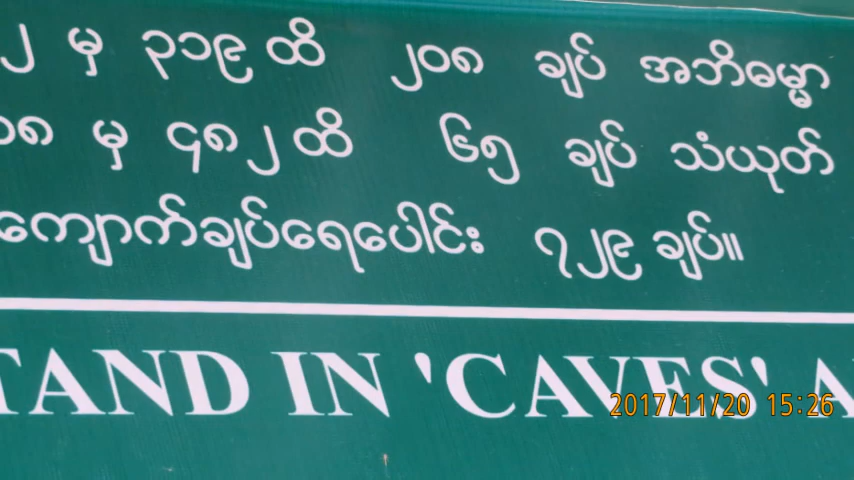 ၂ မှ ၃၁၉ ထိ ၂၀၈ ချပ် အဘိဓမ္မာ
၁၈ မှ ၄၈၂ ထိ ၆၅ ချပ် သံယုတ်
ကျောက်ချပ်ရေပေါင်း ၇၂၉ ချပ်။
TAND IN 'CAVES' A
2017/11/20 15:26